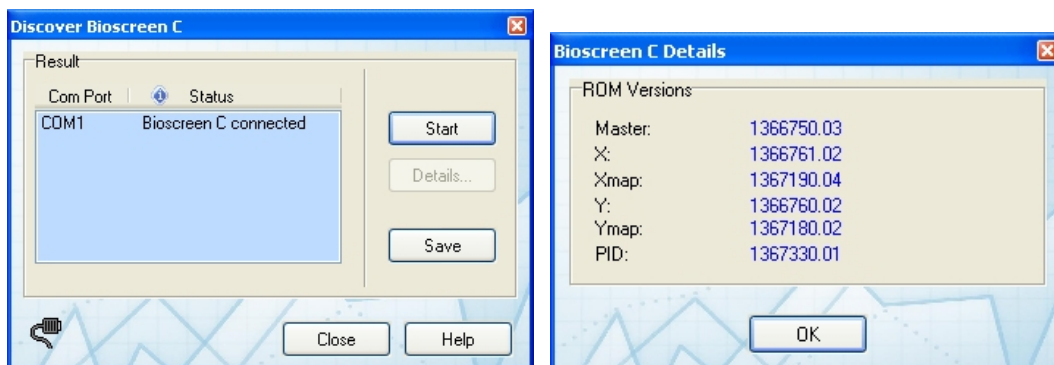 Discover Bioscreen C
Result
Com Port Status
COM1 Bioscreen C connected
Start
Details...
Save
Close
Help
Bioscreen C Details
ROM Versions
Master: 1366750.03
X: 1366761.02
Xmap: 1367190.04
Y: 1366760.02
Ymap: 1367180.02
PID: 1367330.01
OK